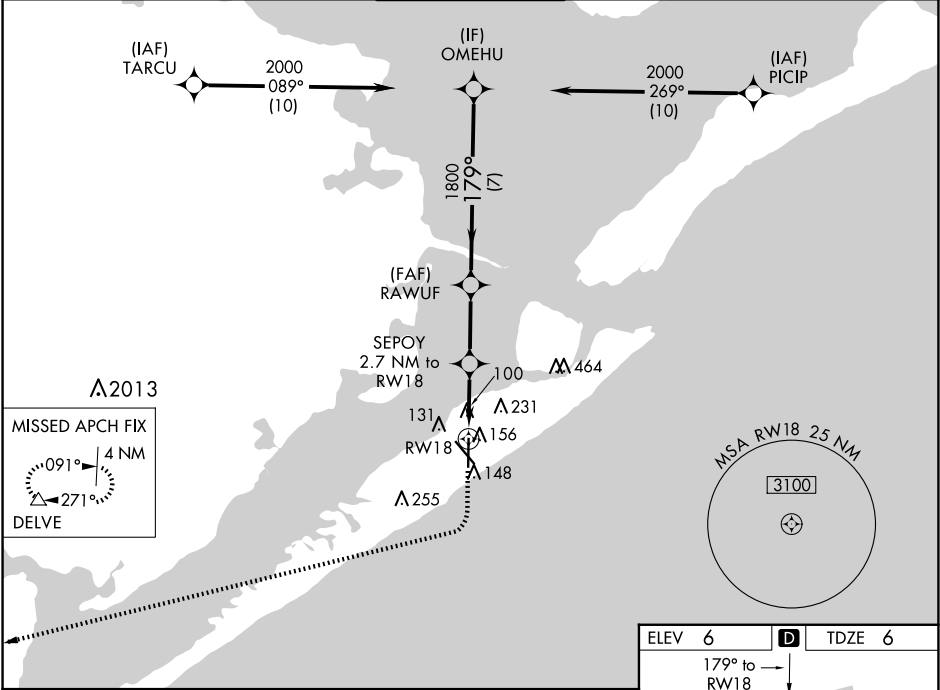 (IAF)
TARCU
2000
089°
(10)
(IF)
OMEHU
2000
269°
(10)
(IAF)
PICIP
1800
179°
(7)
(FAF)
RAWUF
SEPOY
2.7 NM to
RW18
100
464
231
131
156
RW18
148
255
2013
MISSED APCH FIX
4 NM
091°
271°
DELVE
MSA RW18 25 NM
3100
ELEV 6 D TDZE 6
179° to
RW18